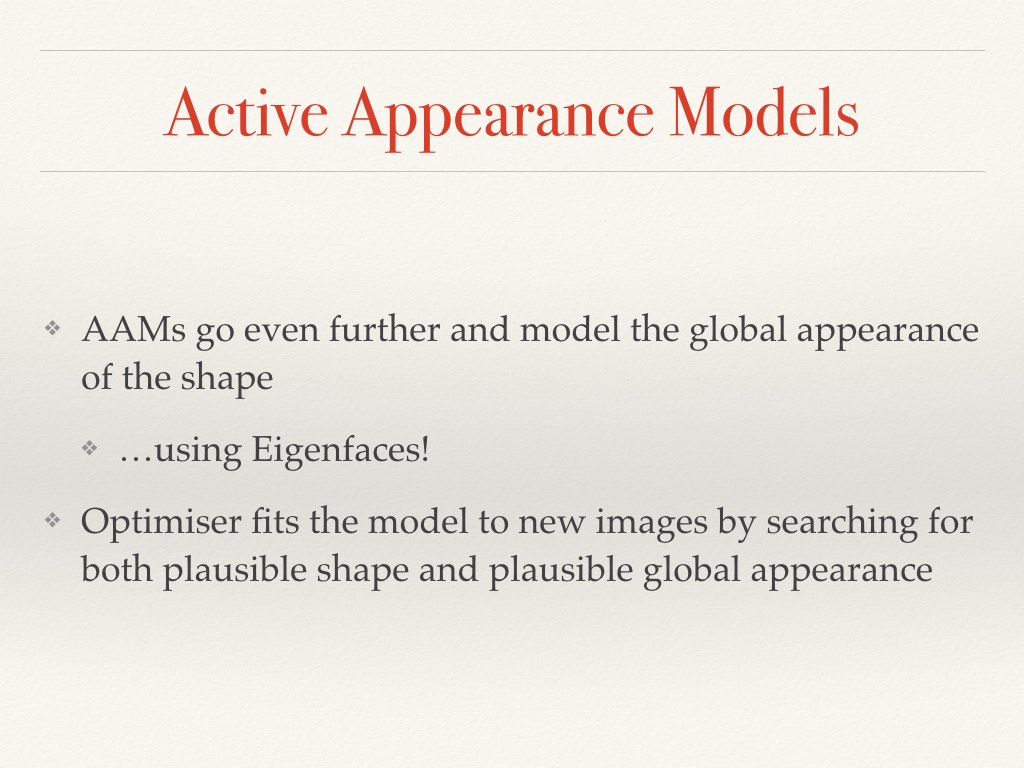 Active Appearance Models
❖ AAMs go even further and model the global appearance
of the shape
❖ …using Eigenfaces!
❖ Optimiser fits the model to new images by searching for
both plausible shape and plausible global appearance